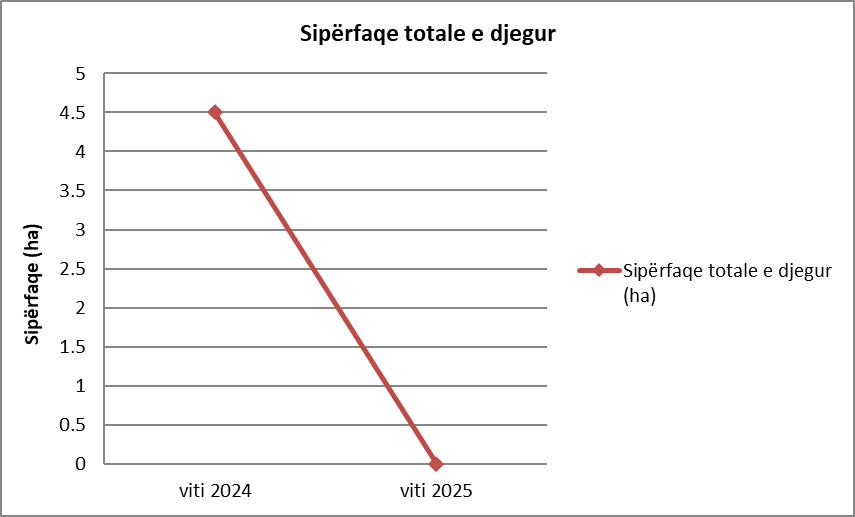 Sipërfaqe totale e djegur
Sipërfaqe (ha)
5
4.5
4
3.5
3
2.5
2
1.5
1
0.5
0
viti 2024
viti 2025
Sipërfaqe totale e djegur
(ha)